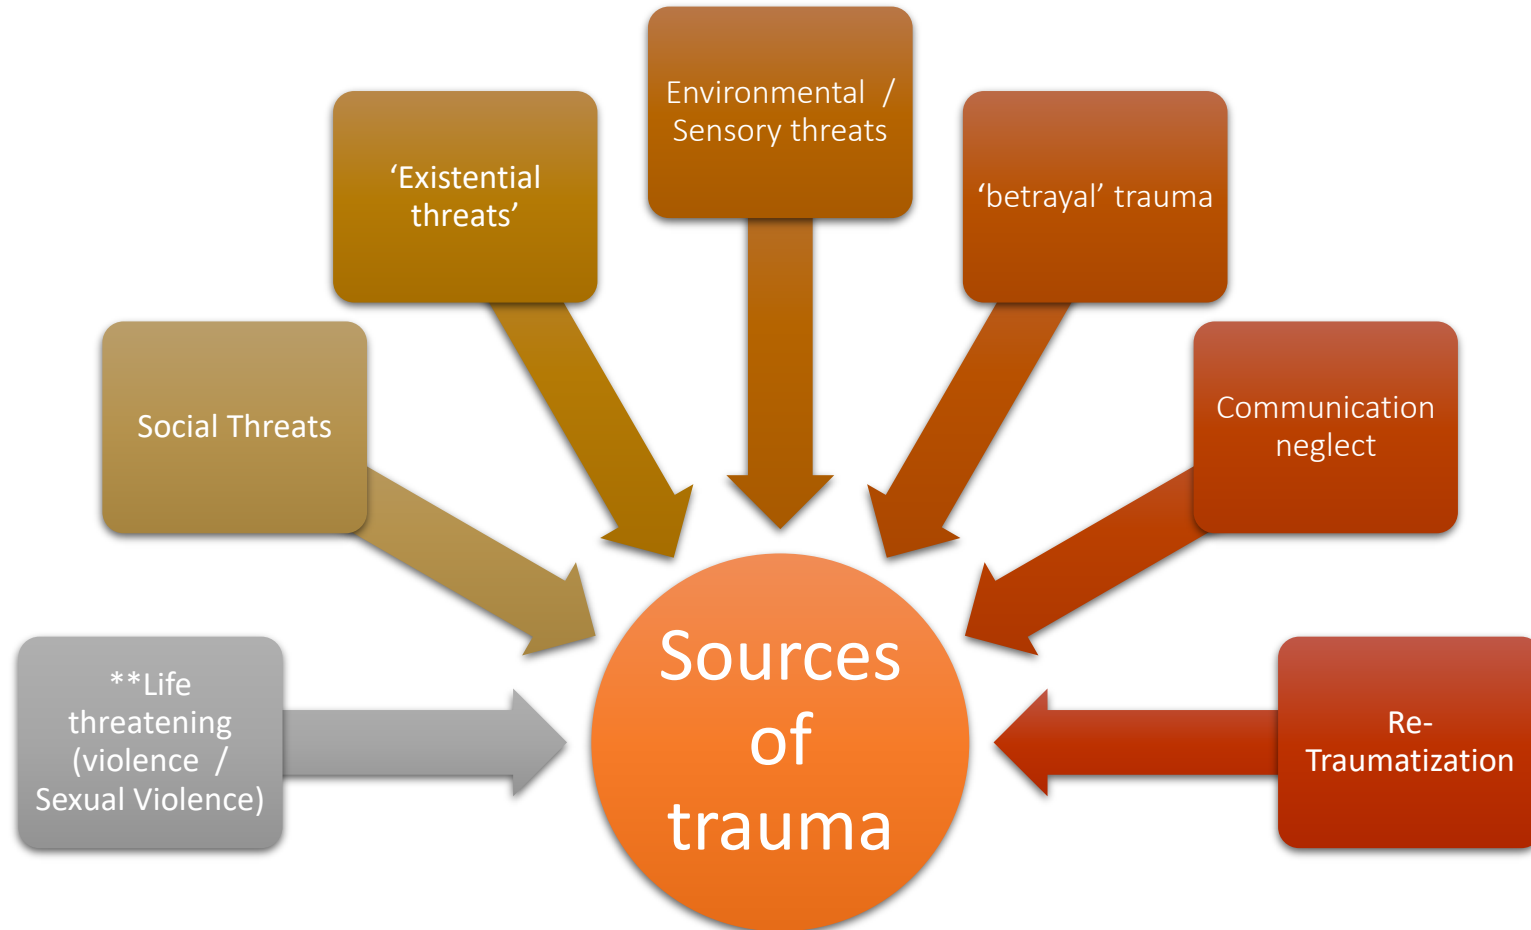 Environmental /
Sensory threats
‘Existential
threats’
‘betrayal’ trauma
Social Threats
Communication
neglect
**Life
threatening
(violence /
Sexual Violence)
Re-
Traumatization
Sources
of
trauma